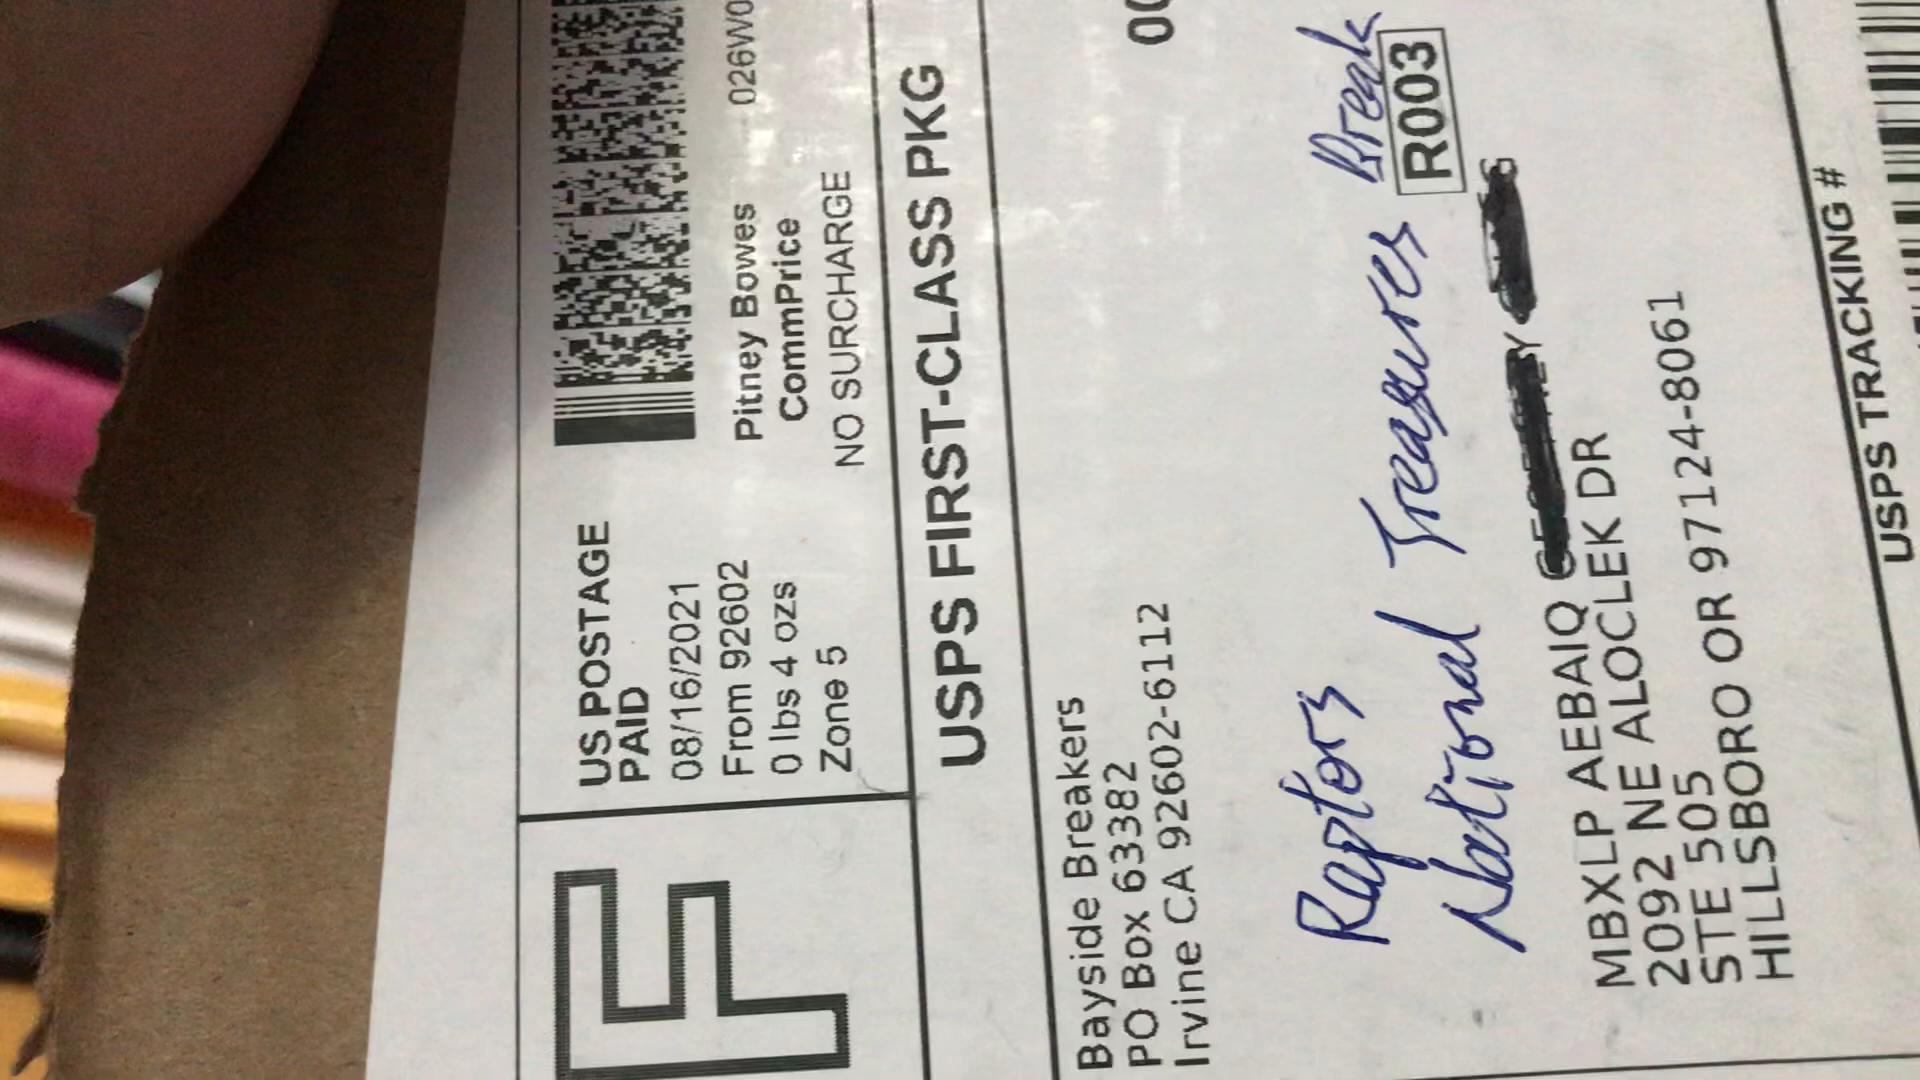 F
US POSTAGE
PAID
08/16/2021
From 92602
0 lbs 4 ozs
Zone 5
026W0
Pitney Bowes
CommPrice
NO SURCHARGE
USPS FIRST-CLASS PKG
Bayside Breakers
PO Box 63382
Irvine CA 92602-6112
00
Raptors
National Treasures Break
R003
MBXLP AEBAIQ
2092 NE ALOCLEK DR
STE 505
HILLSBORO OR 97124-8061
USPS TRACKING #